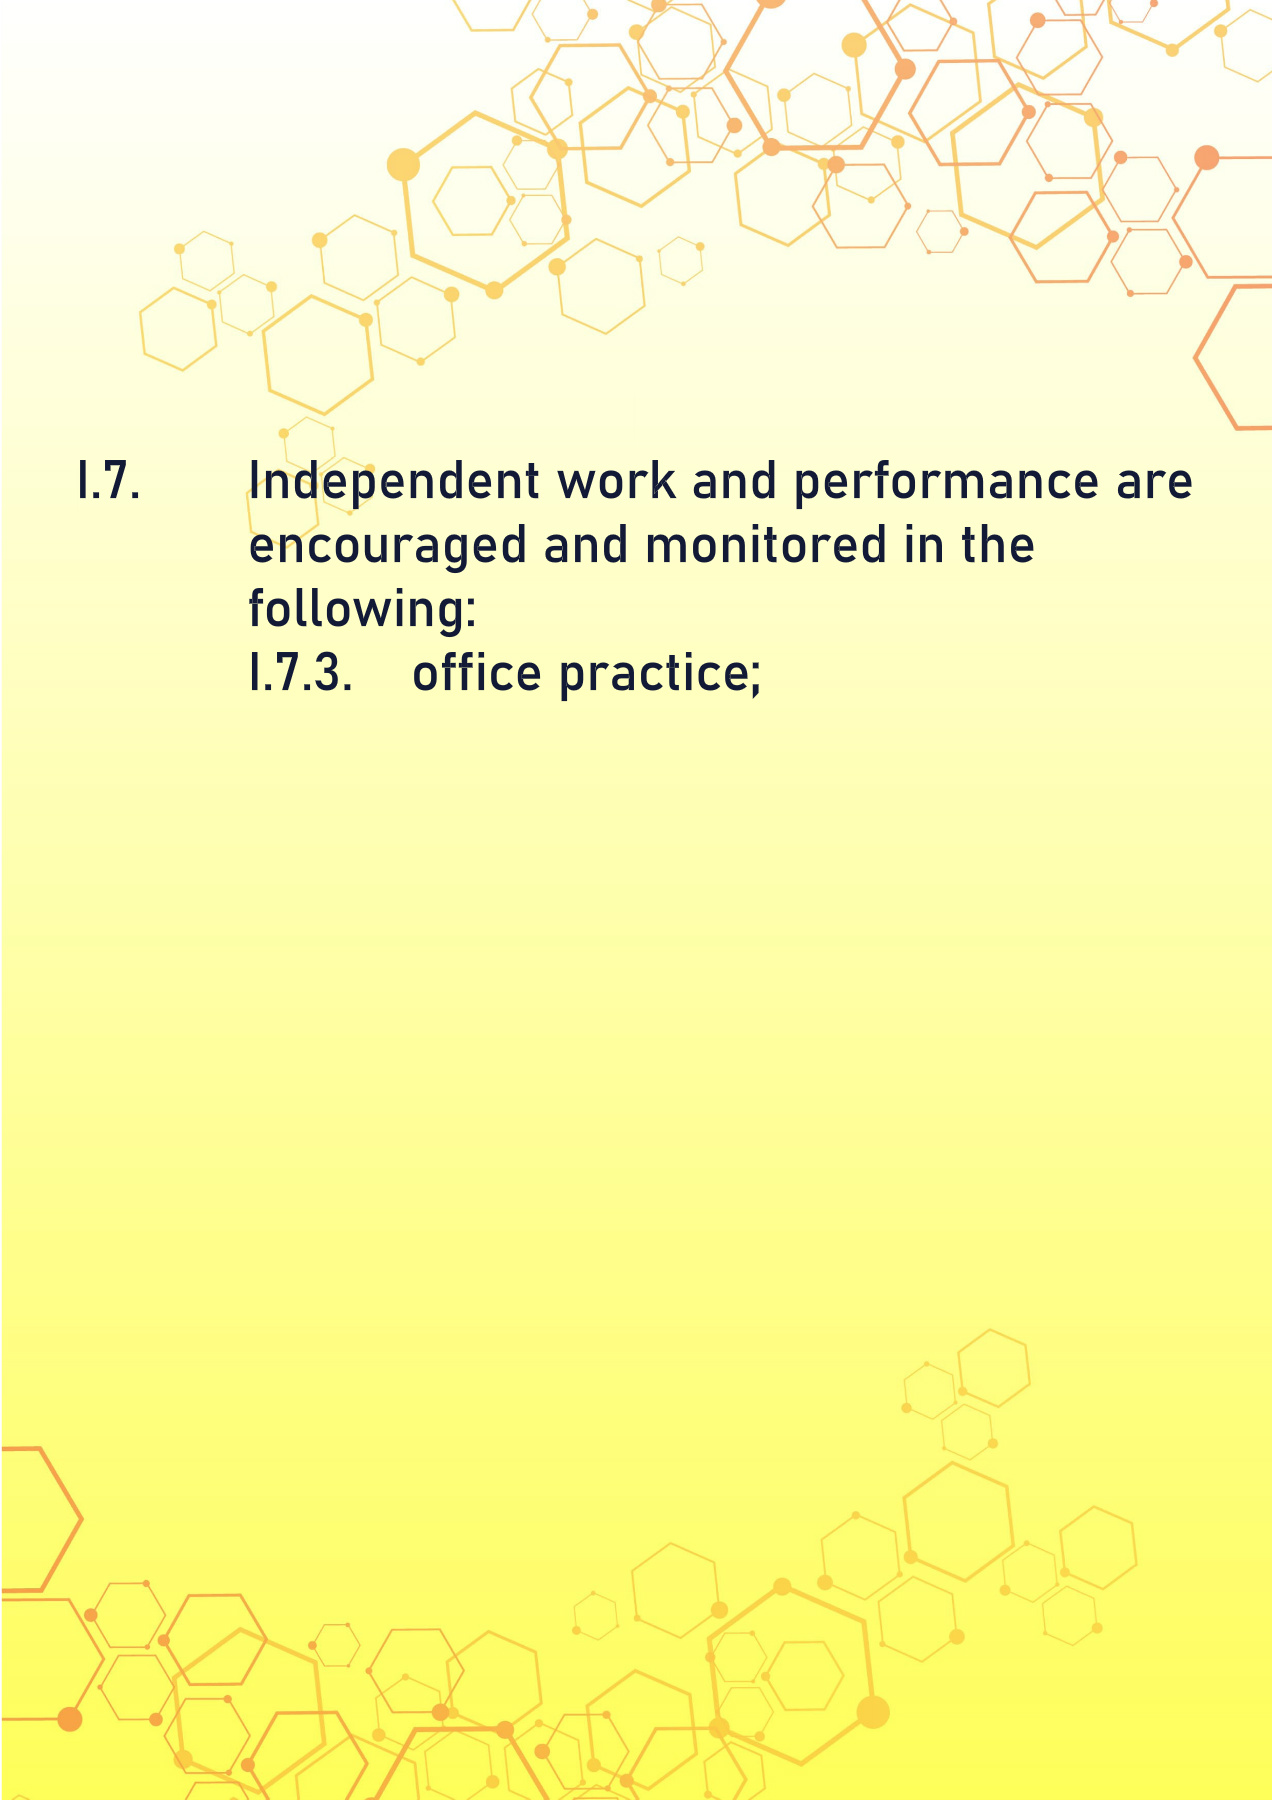 I.7. Independent work and performance are
encouraged and monitored in the
following:
I.7.3. office practice;